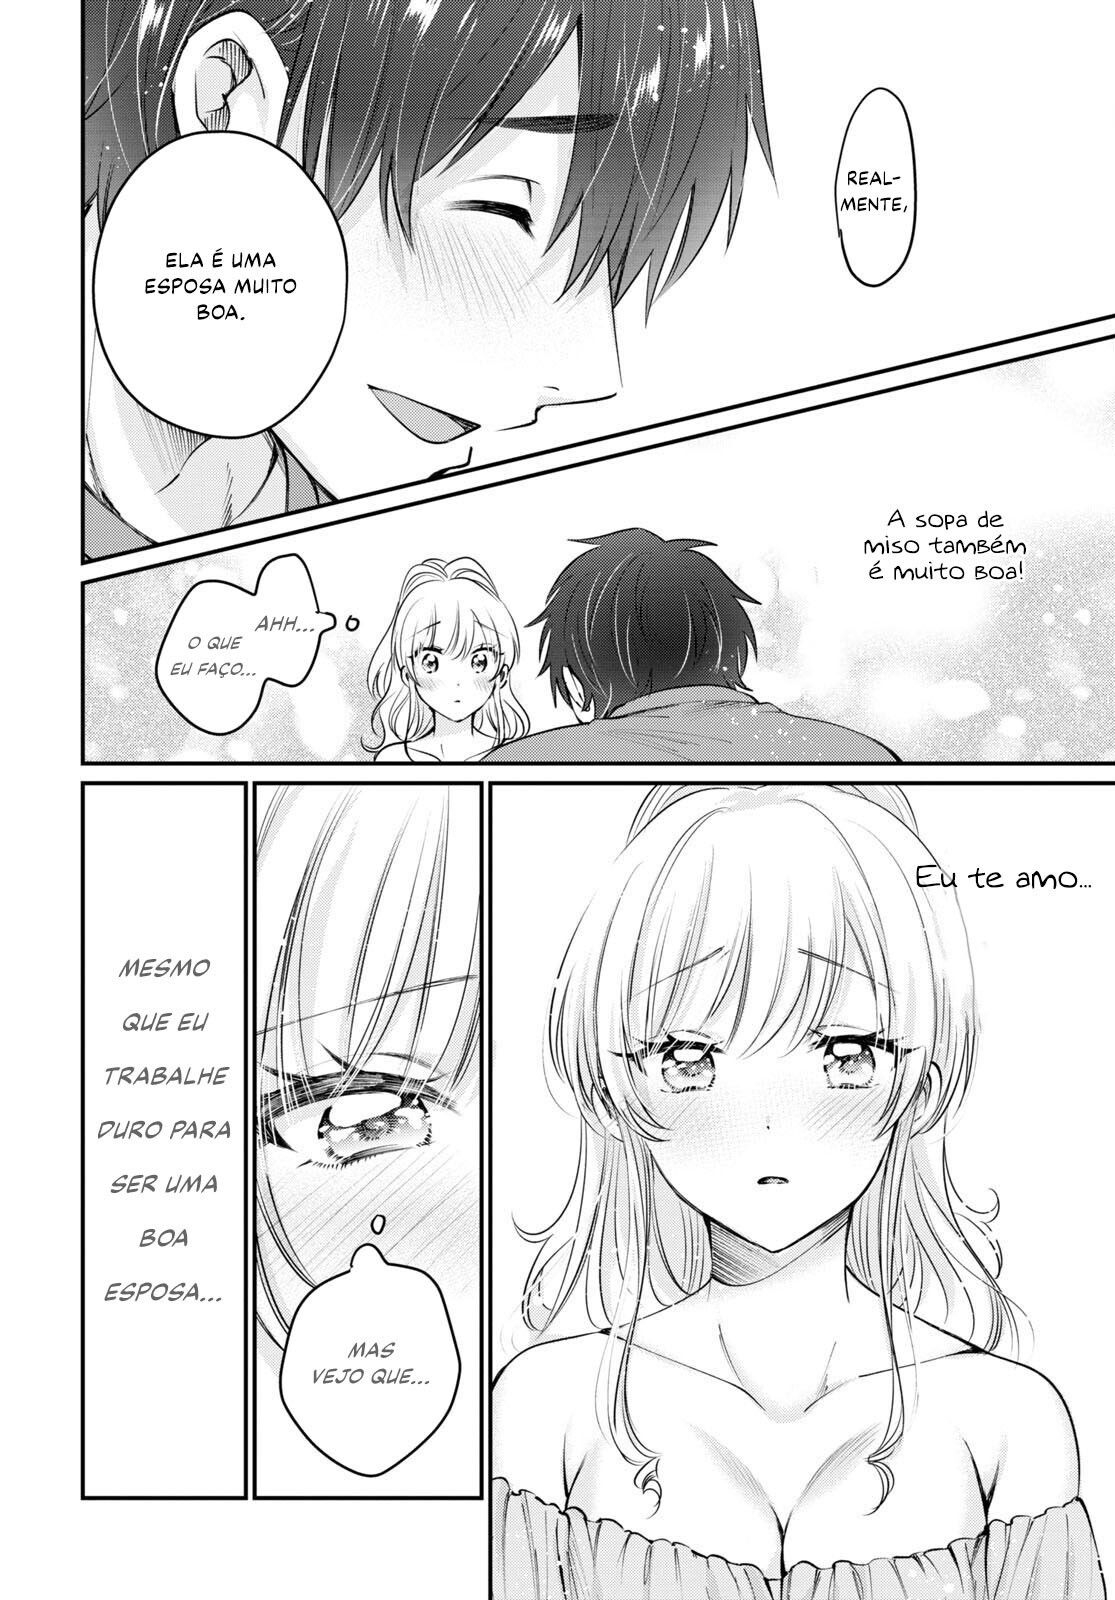 REAL-
MENTE,
ELA É UMA
ESPOSA MUITO
BOA.
A SOPA DE
MISO TAMBÉM
É MUITO BOA!
AHH...
O QUE
EU FAÇO...
Eu te amo...
MAS
VEJO QUE...
MESMO
QUE EU
TRABALHE
DURO PARA
SER UMA
BOA
ESPOSA...